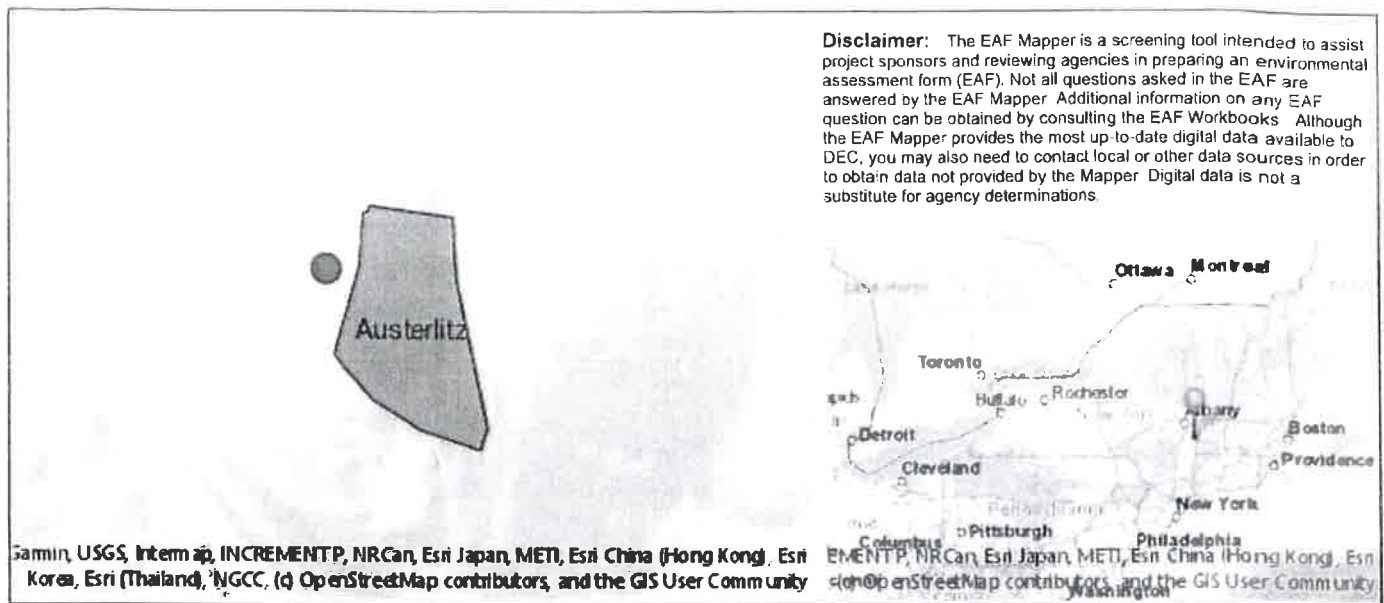 Disclaimer: The EAF Mapper is a screening tool intended to assist
project sponsors and reviewing agencies in preparing an environmental
assessment form (EAF). Not all questions asked in the EAF are
answered by the EAF Mapper Additional information on any EAF
question can be obtained by consulting the EAF Workbooks Although
the EAF Mapper provides the most up-to-date digital data available to
DEC, you may also need to contact local or other data sources in order
to obtain data not provided by the Mapper Digital data is not a
substitute for agency determinations.
Austerlitz
Ottawa Montreal
Toronto
Buffalo Rochester
Albany
Detroit
Boston
Cleveland
Providence
New York
Pittsburgh
Columbus
Philadelphia
Washington
Garmin, USGS, Intermap, INCREMENT P, NRCan, Esri Japan, METI, Esri China (Hong Kong), Esri
Korea, Esri (Thailand), NGCC, (c) OpenStreetMap contributors, and the GIS User Community
EMENT P, NRCan, Esri Japan, METI, Esri China (Hong Kong), Esri
(c) OpenStreetMap contributors, and the GIS User Community